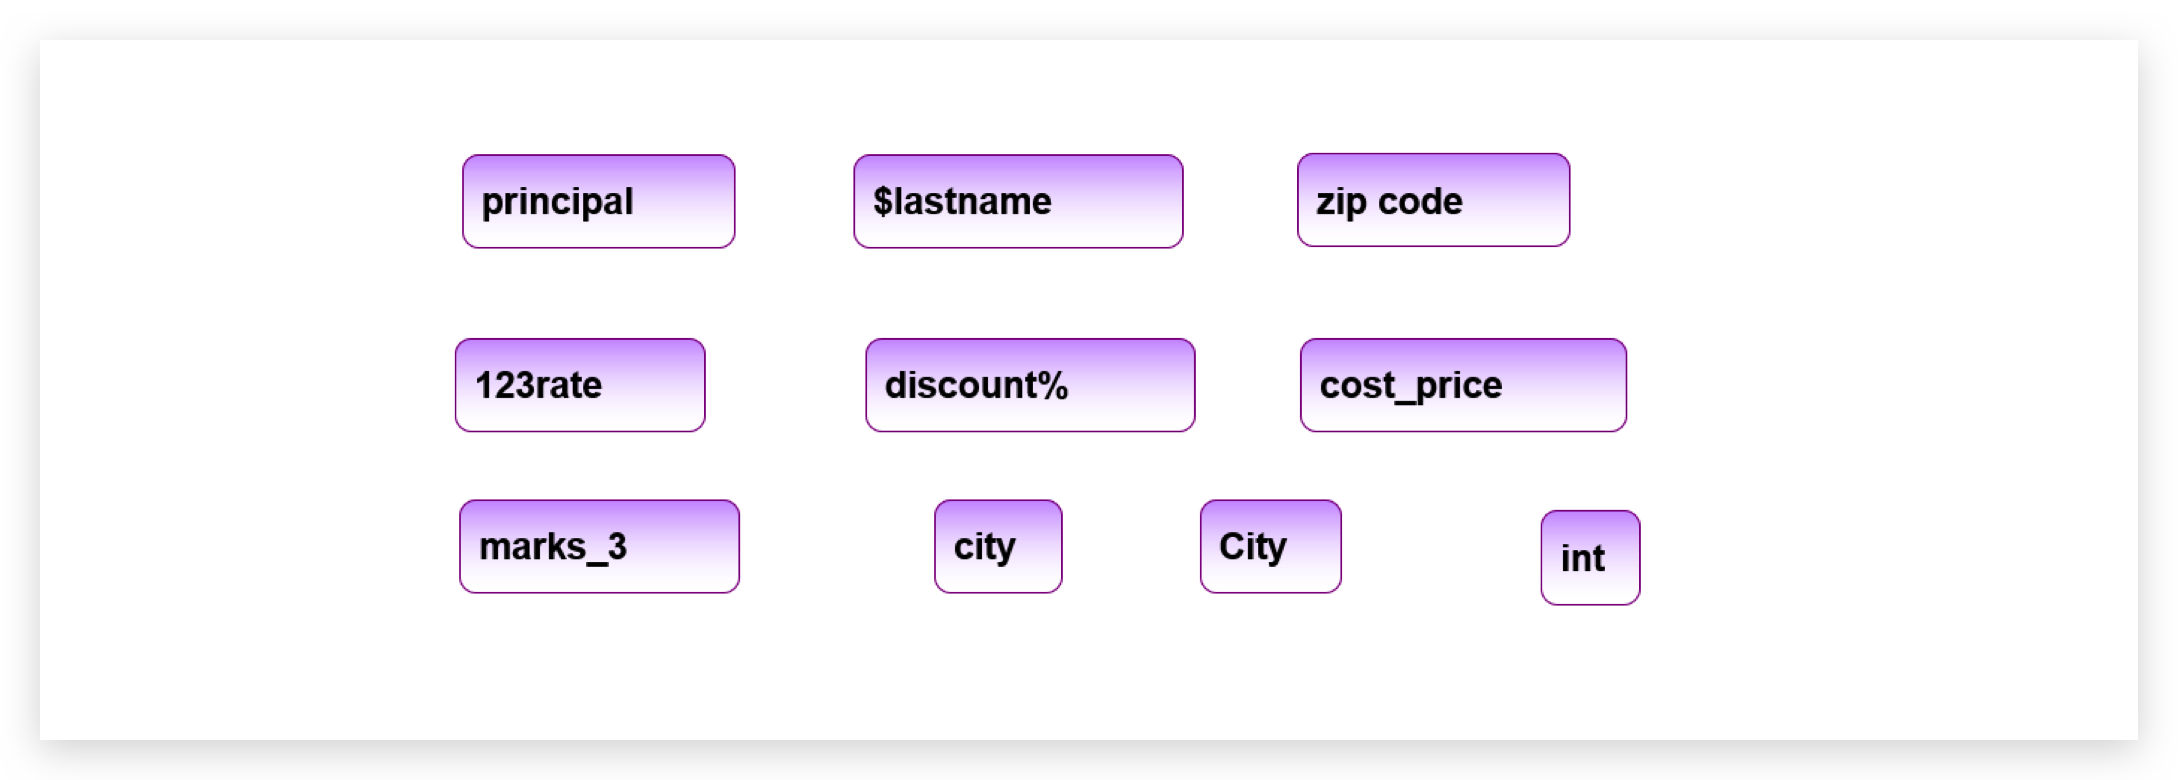 principal
$lastname
zip code
123rate
discount%
cost_price
marks_3
city
City
int